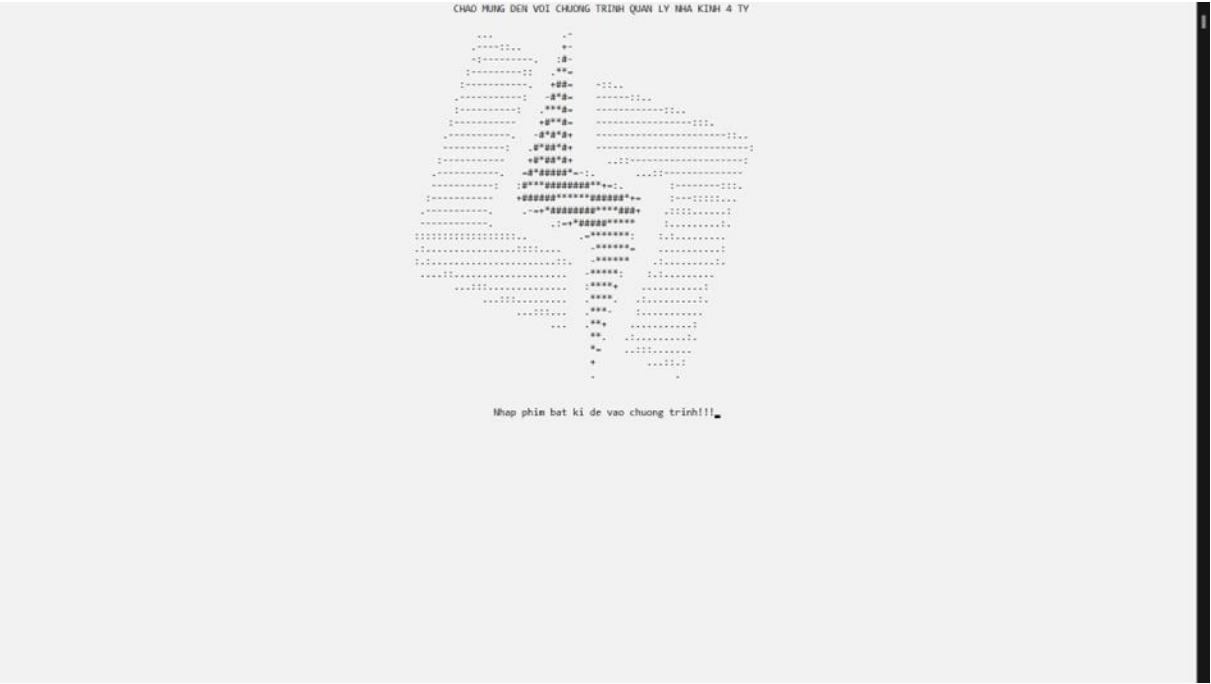 CHAO MUNG DEN VOI CHUONG TRINH QUAN LY NHA KINH 4 TY
Nhap phim bat ki de vao chuong trinh!!!